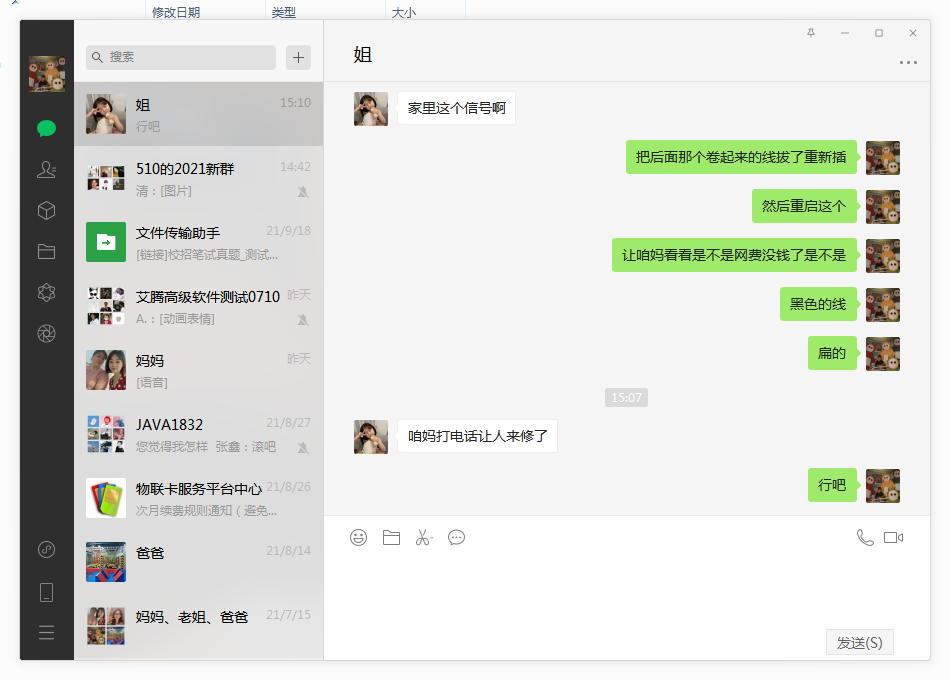 修改日期
类型
大小
搜索
姐
15:10
行吧
510的2021新群
14:42
清：[图片]
文件传输助手
21/9/18
[链接]校招笔试真题_测试...
艾腾高级软件测试0710
昨天
A.：[动画表情]
妈妈
昨天
[语音]
JAVA1832
21/8/27
您觉得我怎样 张鑫：滚吧
物联卡服务平台中心
21/8/26
次月续费规则通知（避免...
爸爸
21/8/14
妈妈、老姐、爸爸
21/7/15
姐
家里这个信号啊
把后面那个卷起来的线拔了重新插
然后重启这个
让咱妈看看是不是网费没钱了是不是
黑色的线
扁的
15:07
咱妈打电话让人来修了
行吧
发送(S)